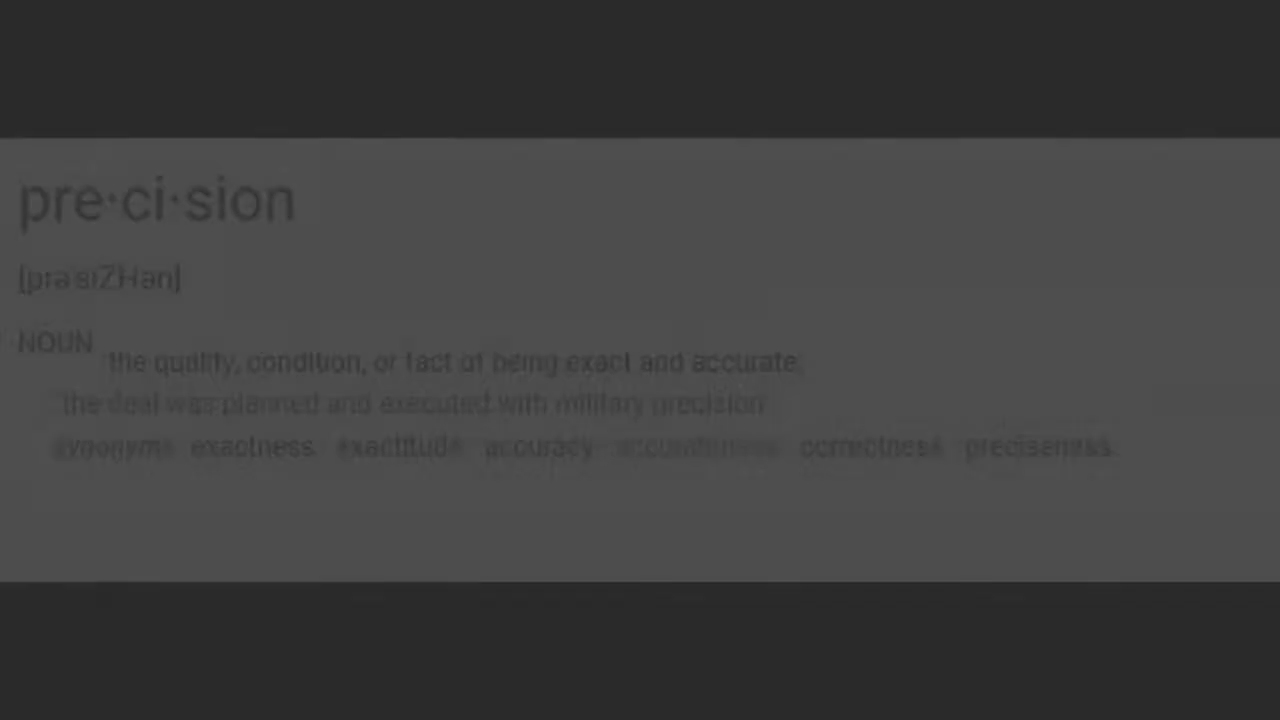 pre·ci·sion
[prəˈsiZHən]
NOUN
the quality, condition, or fact of being exact and accurate.
"the deal was planned and executed with military precision"
synonyms exactness exactitude accuracy accurateness correctness preciseness